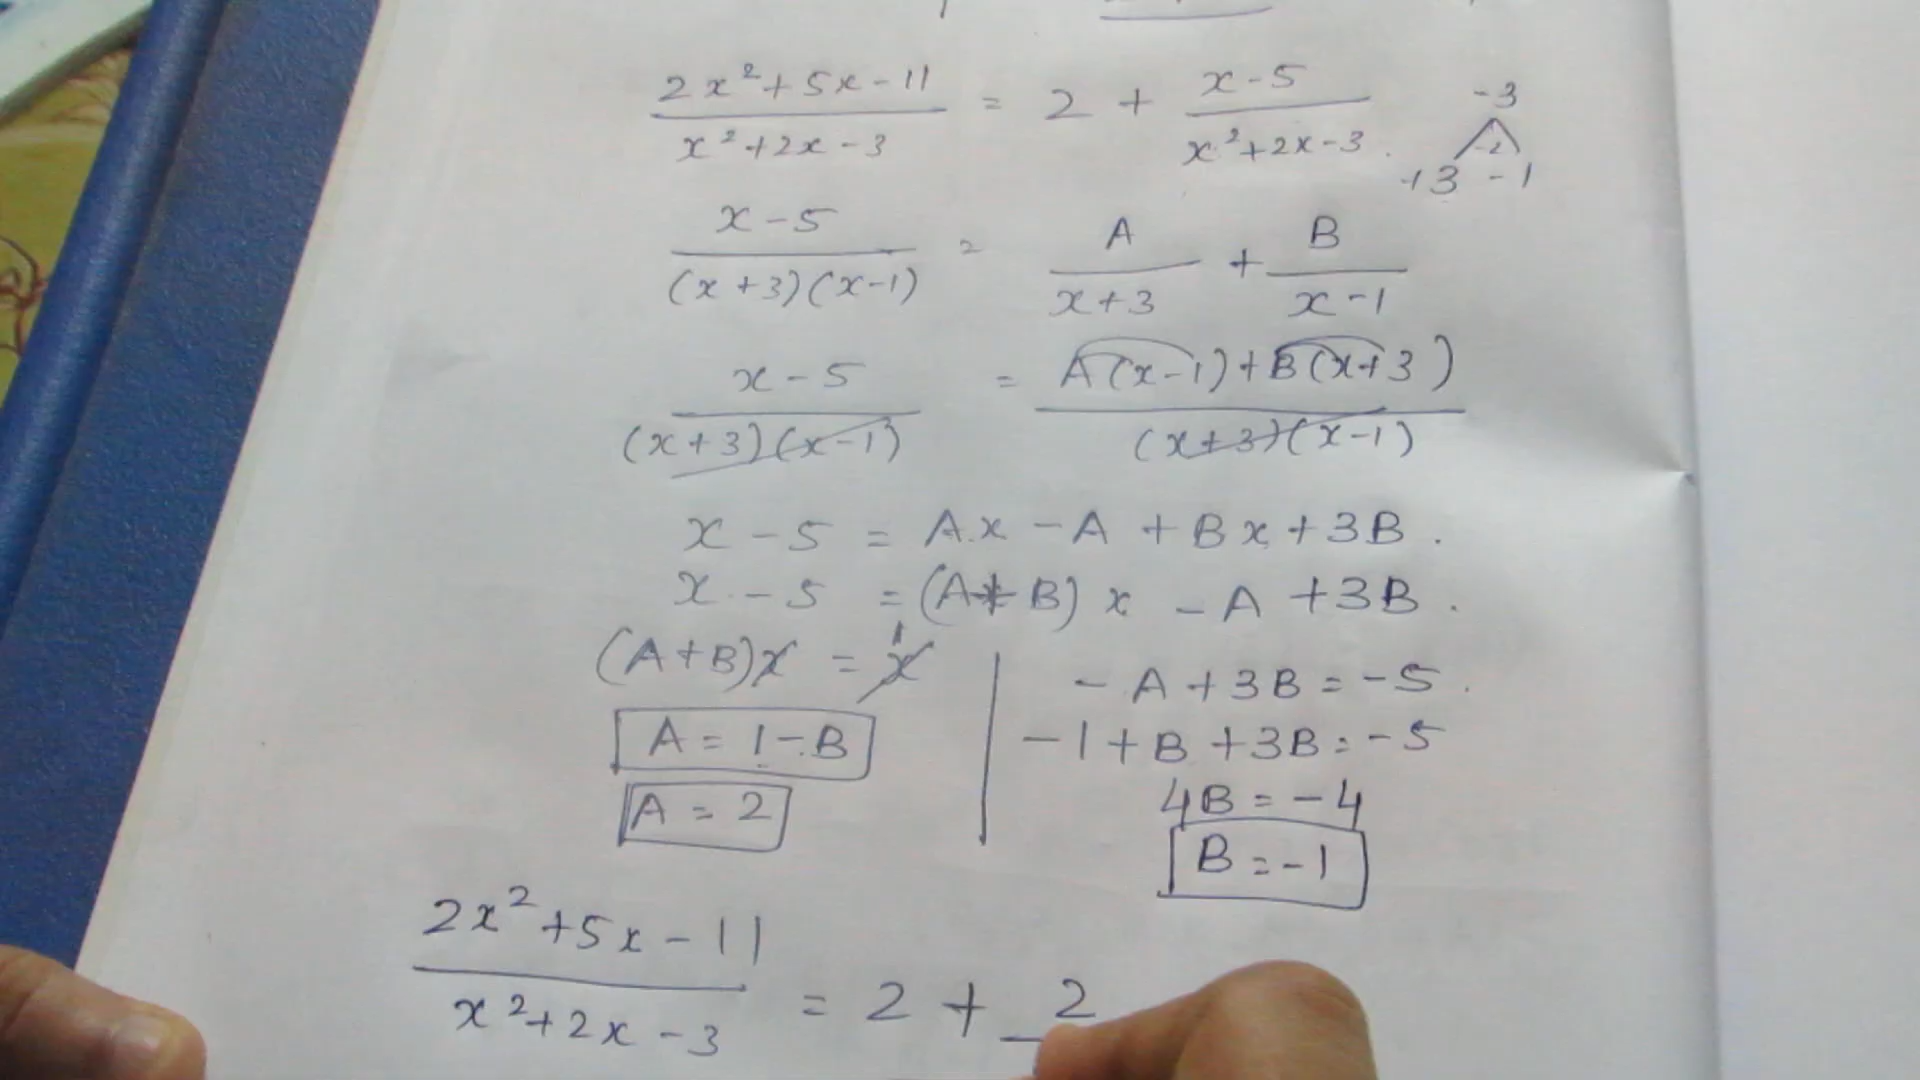 2x²+5x-11 / x²+2x-3 = 2 + x-5 / x²+2x-3 .
-3
-2
+3 -1
x-5 / (x+3)(x-1) = A / x+3 + B / x-1
x-5 / (x+3)(x-1) = A(x-1)+B(x+3) / (x+3)(x-1)
x-5 = Ax-A+Bx+3B .
x-5 = (A+B)x -A+3B .
(A+B)x = x 1
A = 1-B
A = 2
-A+3B = -5 .
-1+B+3B = -5
4B = -4
B = -1
2x²+5x-11 / x²+2x-3 = 2 + 2